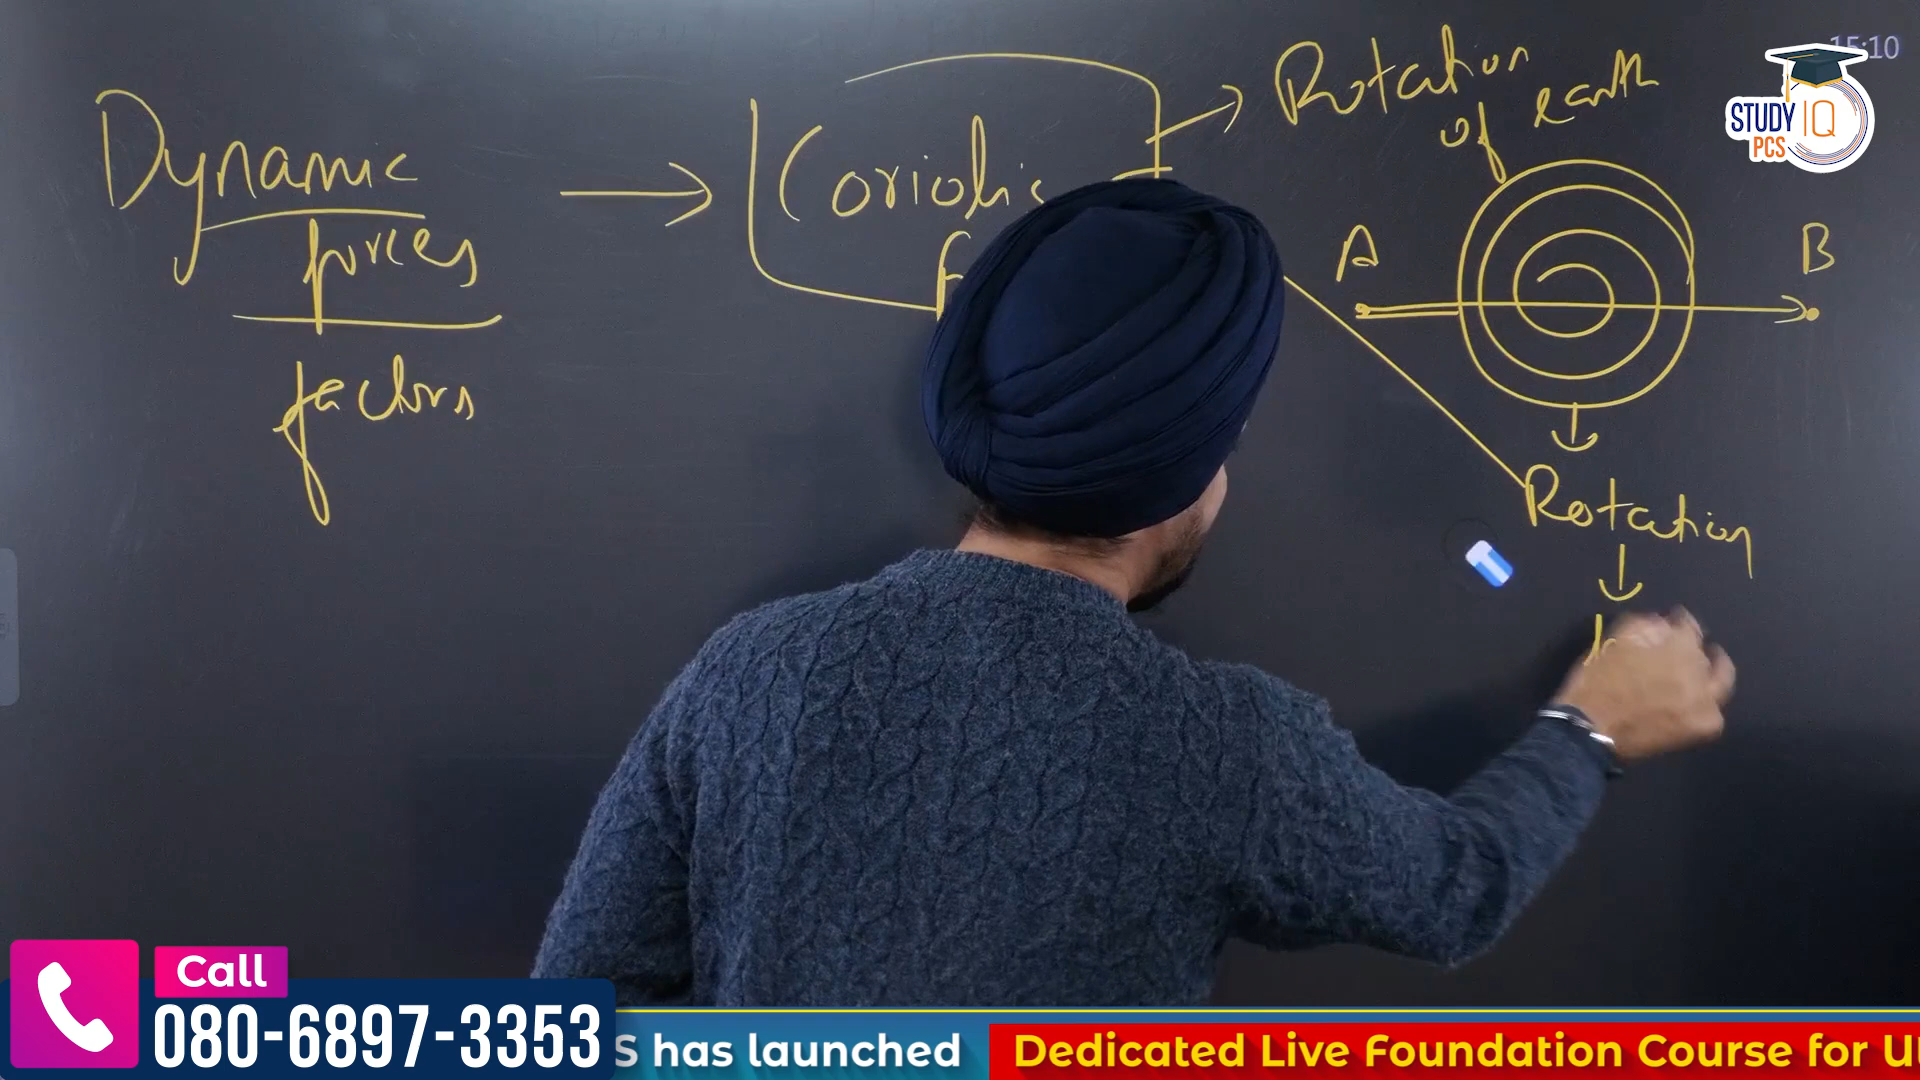 Dynamic
forces
factors
Coriolis
F
Rotation
of earth
A
B
Rotation
15:10
STUDY IQ
PCS
Call
080-6897-3353
S has launched
Dedicated Live Foundation Course for U